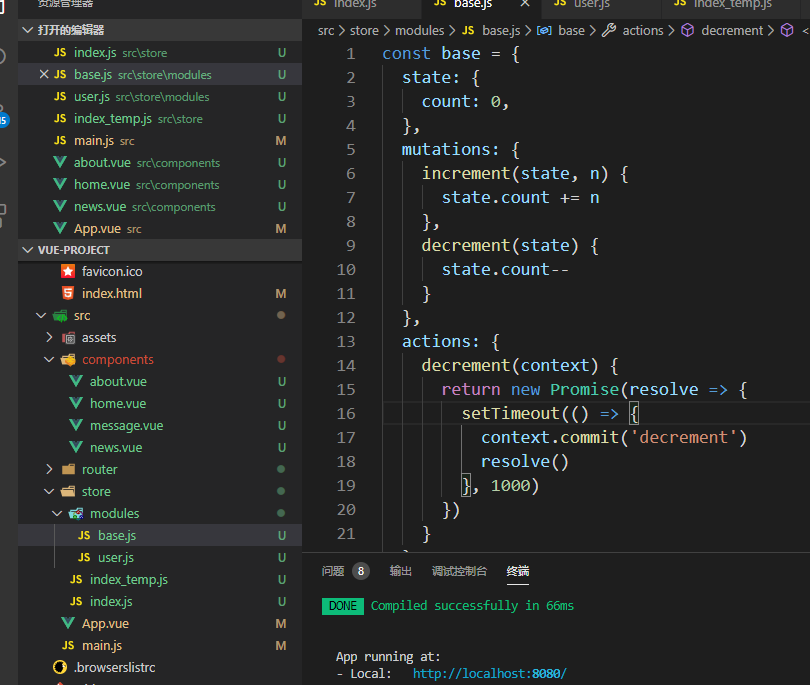 资源管理器
打开的编辑器
JS index.js src\store U
JS base.js src\store\modules U
JS user.js src\store\modules U
JS index_temp.js src\store U
JS main.js src M
about.vue src\components U
home.vue src\components U
news.vue src\components U
App.vue src M
VUE-PROJECT
favicon.ico
index.html M
src
assets
components
about.vue U
home.vue U
message.vue U
news.vue U
router
store
modules
JS base.js U
JS user.js U
JS index_temp.js U
JS index.js U
App.vue M
JS main.js M
.browserslistrc
JS index.js JS base.js JS user.js JS index_temp.js
src > store > modules > JS base.js > base > actions > decrement >
1 const base = {
2 state: {
3 count: 0,
4 },
5 mutations: {
6 increment(state, n) {
7 state.count += n
8 },
9 decrement(state) {
10 state.count--
11 }
12 },
13 actions: {
14 decrement(context) {
15 return new Promise(resolve => {
16 setTimeout(() => {
17 context.commit('decrement')
18 resolve()
19 }, 1000)
20 })
21 }
问题 8 输出 调试控制台 终端
DONE Compiled successfully in 66ms
App running at:
- Local: http://localhost:8080/